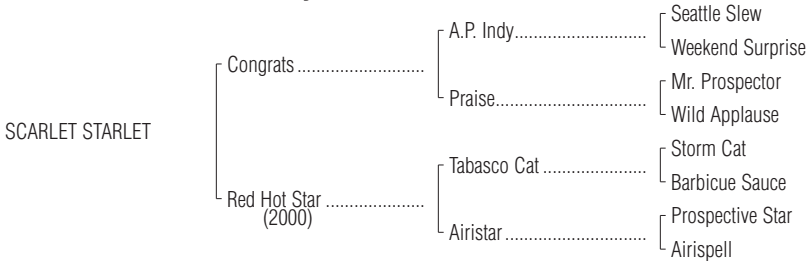 Seattle Slew
A.P. Indy..............................
Weekend Surprise
Congrats ...........................
Mr. Prospector
Praise...................................
Wild Applause
SCARLET STARLET
Storm Cat
Tabasco Cat ........................
Barbicue Sauce
Red Hot Star .....................
(2000)
Prospective Star
Airistar.................................
Airispell